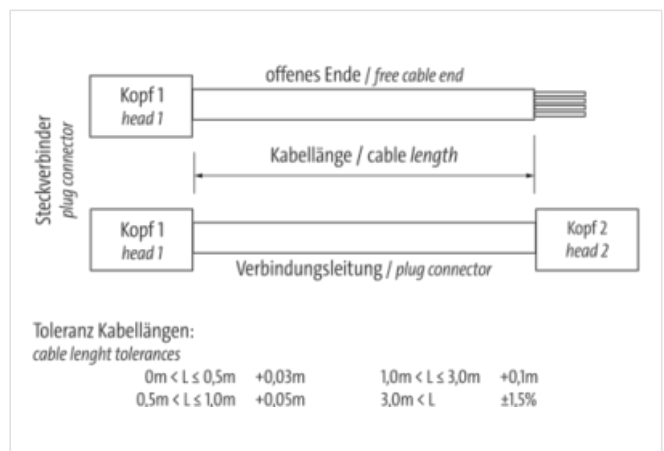 offenes Ende / free cable end
Kopf 1
head 1
Kabellänge / cable length
Steckverbinder
plug connector
Kopf 1
head 1
Kopf 2
head 2
Verbindungsleitung / plug connector
Toleranz Kabellängen:
cable lenght tolerances
0m < L ≤ 0,5m +0,03m 1,0m < L ≤ 3,0m +0,1m
0,5m < L ≤ 1,0m +0,05m 3,0m < L ±1,5%